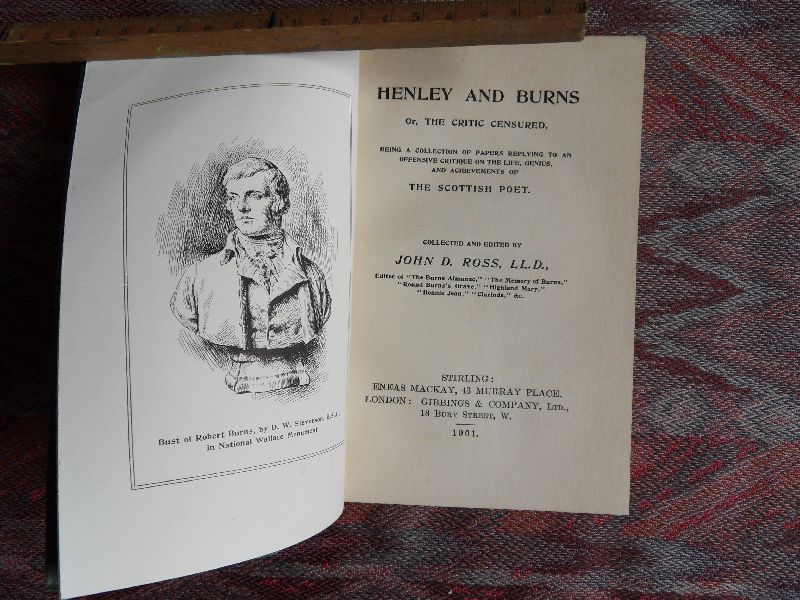 Bust of Robert Burns, by D. W. Stevenson, R.S.A.,
in National Wallace Monument
HENLEY AND BURNS
Or, THE CRITIC CENSURED,
BEING A COLLECTION OF PAPERS REPLYING TO AN
OFFENSIVE CRITIQUE ON THE LIFE, GENIUS,
AND ACHIEVEMENTS OF
THE SCOTTISH POET.
COLLECTED AND EDITED BY
JOHN D. ROSS, LL.D.,
Editor of "The Burns Almanac," "The Memory of Burns,"
"Round Burns's Grave," "Highland Mary,"
"Bonnie Jean," "Clarinda," &c.
STIRLING:
ENEAS MACKAY, 43 MURRAY PLACE.
LONDON: GIBBINGS & COMPANY, LTD.,
18 BURY STREET, W.
1901.